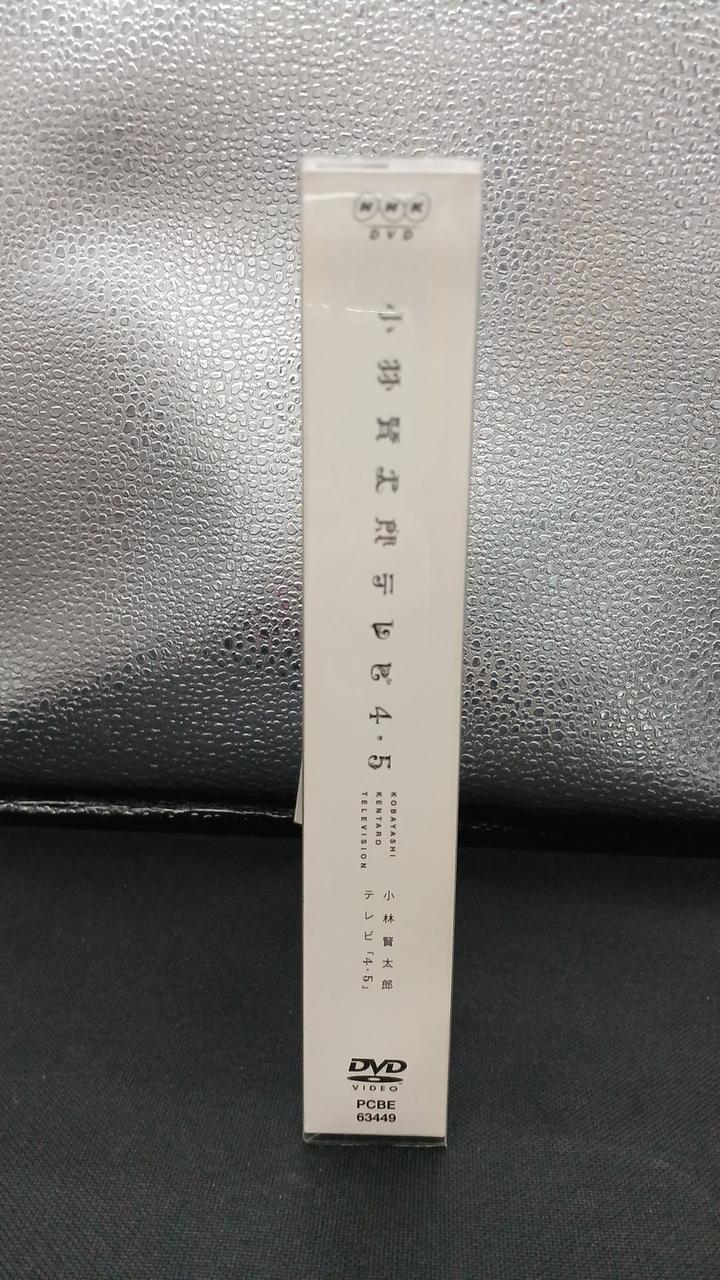 NHK
DVD
小林賢太郎テレビ4・5
KOBAYASHI
KENTARO
TELEVISION
小林賢太郎
テレビ「4・5」
DVD
VIDEO
PCBE
63449